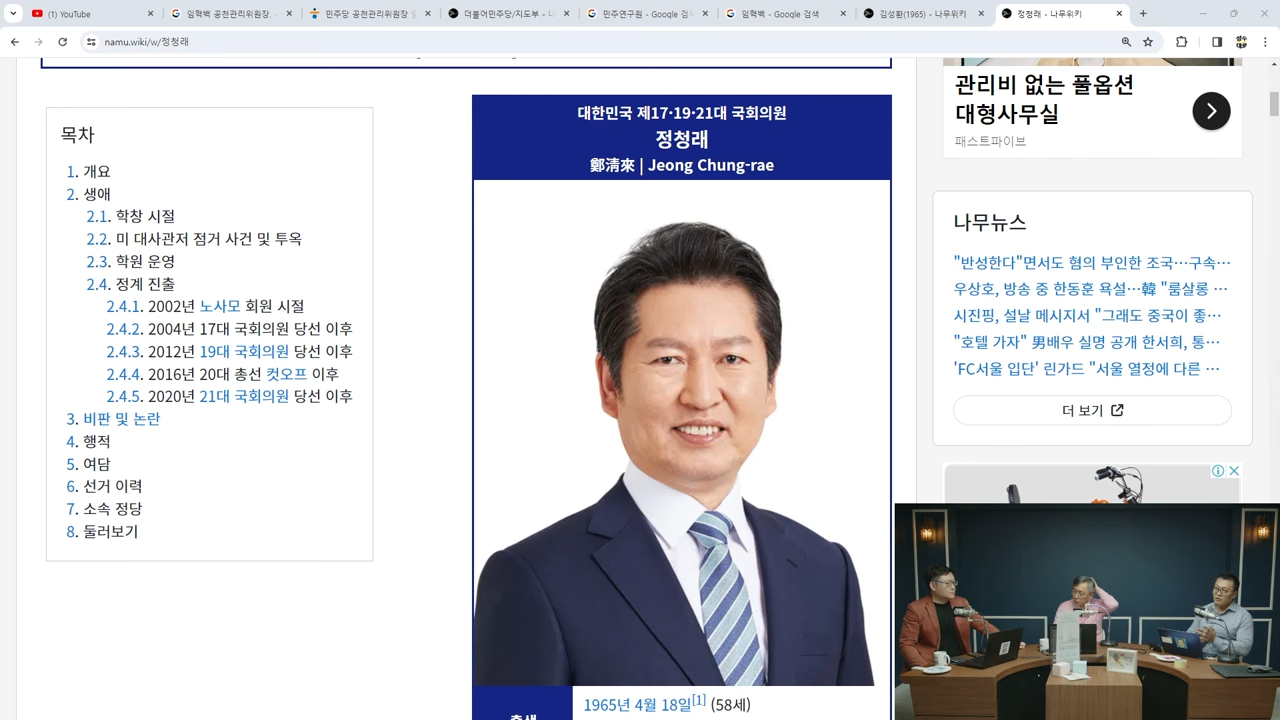 (1) YouTube
임혁백 공천관리위원장. -
민주당 공천관리위원장 임
더불어민주당/지도부 - 나
민주연구원 - Google 검색
임혁백 - Google 검색
김성환(1965) - 나무위키
정청래 - 나무위키
namu.wiki/w/정청래
목차
1. 개요
2. 생애
2.1. 학창 시절
2.2. 미 대사관저 점거 사건 및 투옥
2.3. 학원 운영
2.4. 정계 진출
2.4.1. 2002년 노사모 회원 시절
2.4.2. 2004년 17대 국회의원 당선 이후
2.4.3. 2012년 19대 국회의원 당선 이후
2.4.4. 2016년 20대 총선 컷오프 이후
2.4.5. 2020년 21대 국회의원 당선 이후
3. 비판 및 논란
4. 행적
5. 여담
6. 선거 이력
7. 소속 정당
8. 둘러보기
대한민국 제17·19·21대 국회의원
정청래
鄭淸來 | Jeong Chung-rae
출생
1965년 4월 18일[1] (58세)
관리비 없는 풀옵션
대형사무실
패스트파이브
나무뉴스
"반성한다"면서도 혐의 부인한 조국…구속…
우상호, 방송 중 한동훈 욕설…韓 "룸살롱 …
시진핑, 설날 메시지서 "그래도 중국이 좋…
"호텔 가자" 男배우 실명 공개 한서희, 통…
'FC서울 입단' 린가드 "서울 열정에 다른 …
더 보기